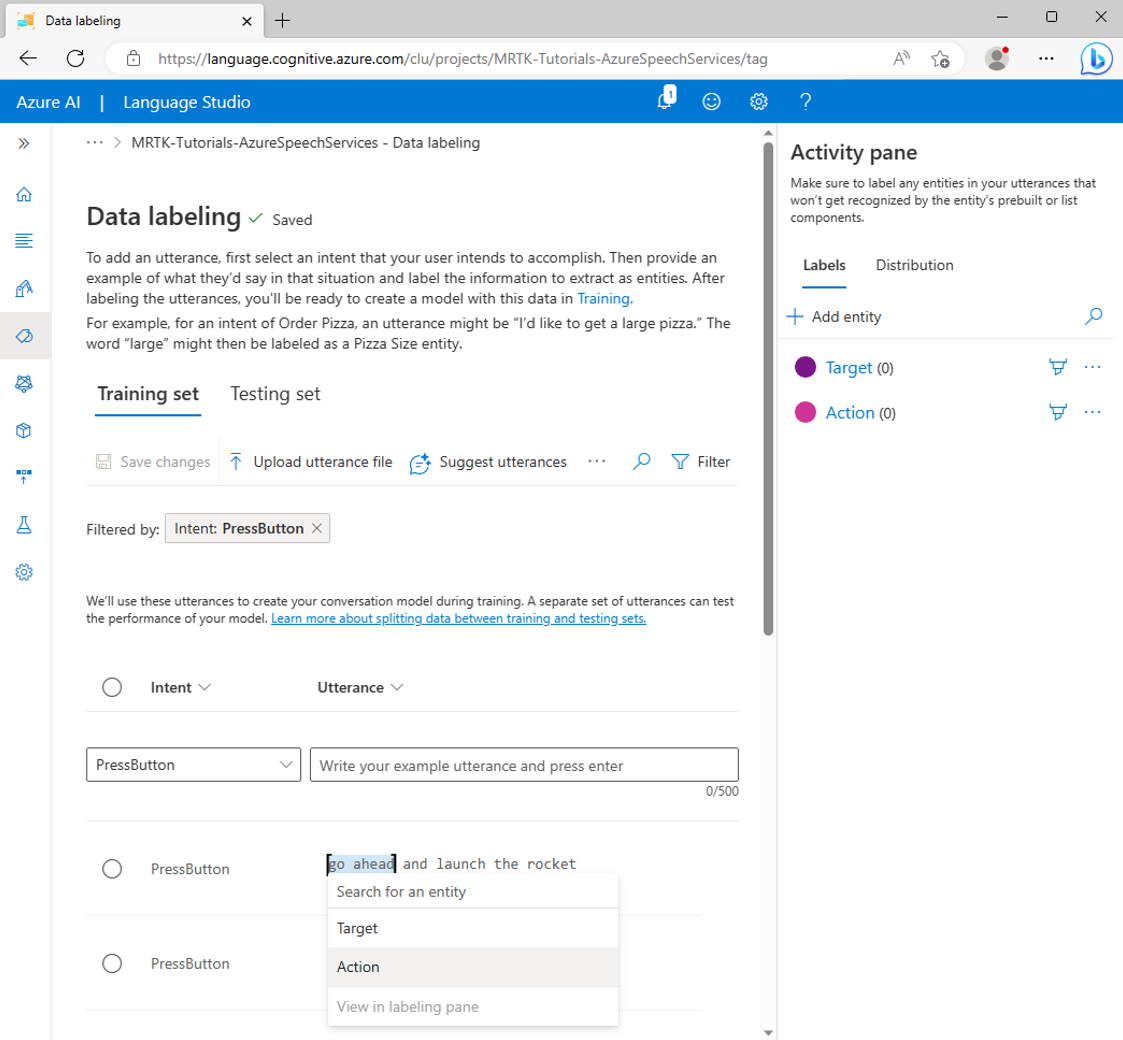 Data labeling
https://language.cognitive.azure.com/clu/projects/MRTK-Tutorials-AzureSpeechServices/tag
Azure AI | Language Studio
1
?
··· > MRTK-Tutorials-AzureSpeechServices - Data labeling
Data labeling
Saved
To add an utterance, first select an intent that your user intends to accomplish. Then provide an
example of what they’d say in that situation and label the information to extract as entities. After
labeling the utterances, you'll be ready to create a model with this data in Training.
For example, for an intent of Order Pizza, an utterance might be “I’d like to get a large pizza.” The
word “large” might then be labeled as a Pizza Size entity.
Training set
Testing set
Save changes
Upload utterance file
Suggest utterances
Filter
Filtered by:
Intent: PressButton
We’ll use these utterances to create your conversation model during training. A separate set of utterances can test
the performance of your model. Learn more about splitting data between training and testing sets.
Intent
Utterance
PressButton
Write your example utterance and press enter
0/500
PressButton
go ahead and launch the rocket
Search for an entity
Target
Action
View in labeling pane
PressButton
Activity pane
Make sure to label any entities in your utterances that
won’t get recognized by the entity’s prebuilt or list
components.
Labels
Distribution
Add entity
Target (0)
Action (0)